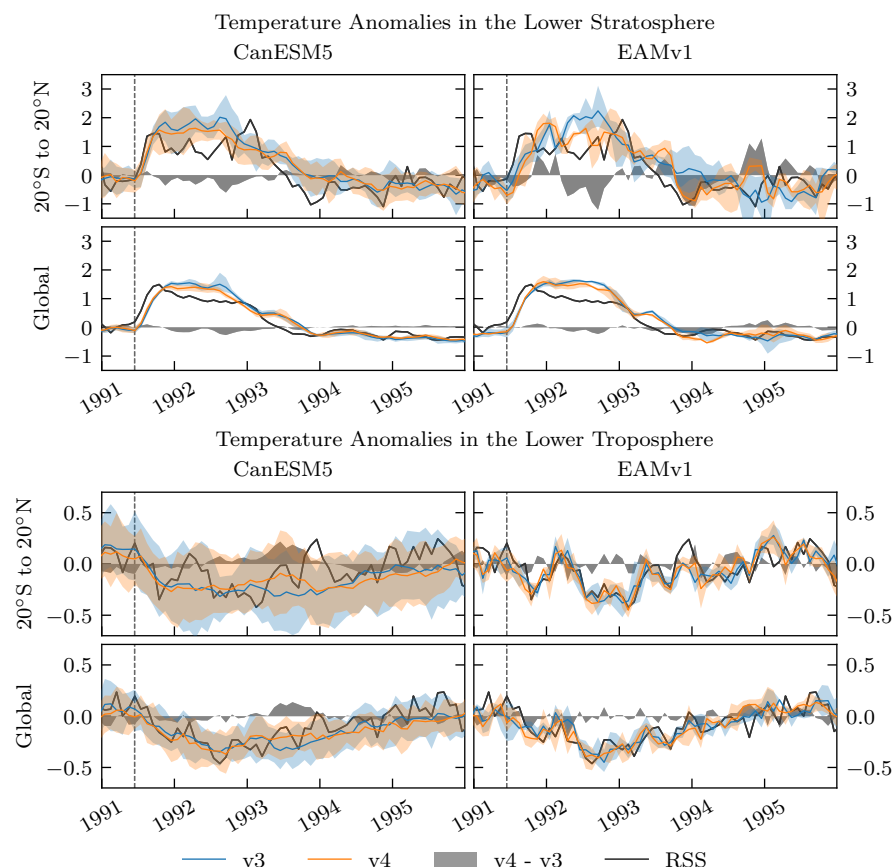 Temperature Anomalies in the Lower Stratosphere
CanESM5 EAMv1
20°S to 20°N
3 2 1 0 −1
3 2 1 0 −1
Global
3 2 1 0 −1
3 2 1 0 −1
1991 1992 1993 1994 1995
1991 1992 1993 1994 1995
Temperature Anomalies in the Lower Troposphere
CanESM5 EAMv1
20°S to 20°N
0.5 0.0 −0.5
0.5 0.0 −0.5
Global
0.5 0.0 −0.5
0.5 0.0 −0.5
1991 1992 1993 1994 1995
1991 1992 1993 1994 1995
v3 v4 v4 - v3 RSS